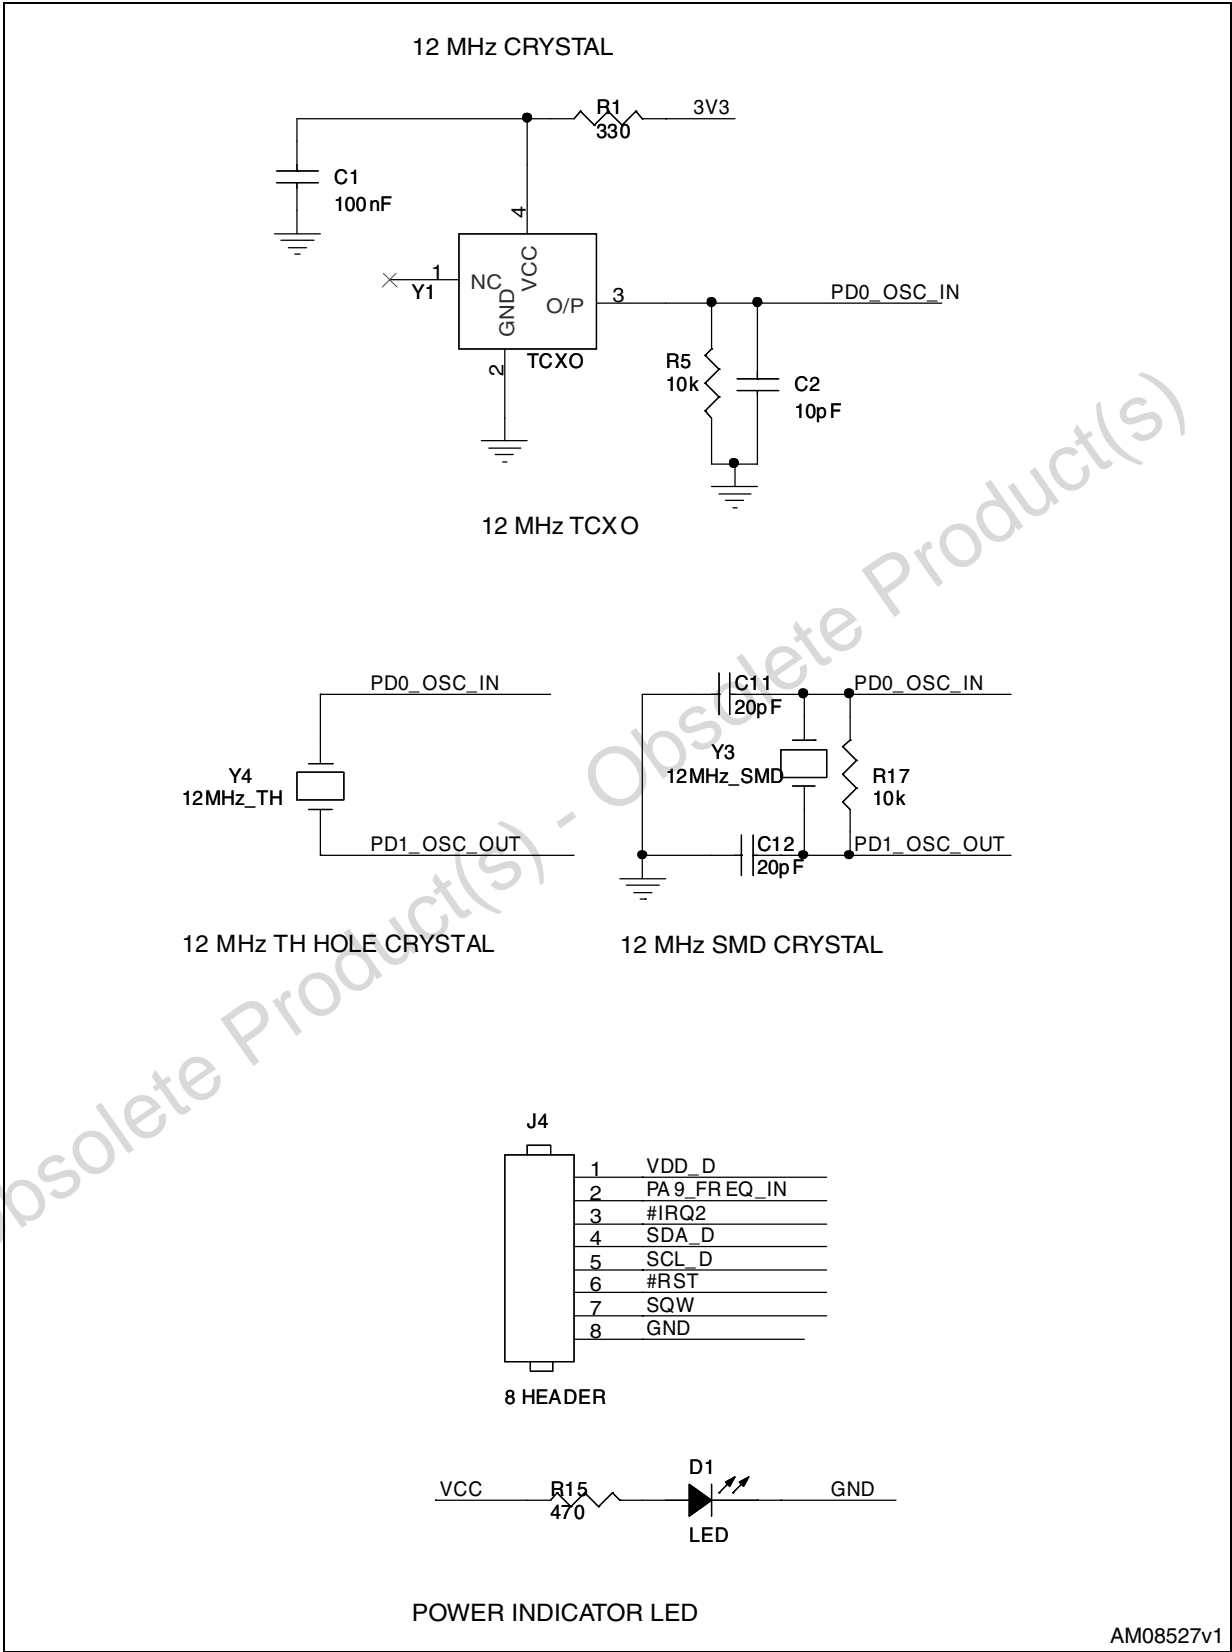 12 MHz CRYSTAL
R1
330
3V3
C1
100nF
4
1
NC
VCC
GND
O/P
3
Y1
TCXO
2
PD0_OSC_IN
R5
10k
C2
10pF
12 MHz TCXO
PD0_OSC_IN
Y4
12MHz_TH
PD1_OSC_OUT
12 MHz TH HOLE CRYSTAL
C11
20pF
PD0_OSC_IN
Y3
12MHz_SMD
R17
10k
C12
20pF
PD1_OSC_OUT
12 MHz SMD CRYSTAL
J4
1 VDD_D
2 PA9_FREQ_IN
3 #IRQ2
4 SDA_D
5 SCL_D
6 #RST
7 SQW
8 GND
8 HEADER
VCC
R15
470
D1
LED
GND
POWER INDICATOR LED
AM08527v1
bsolete Product(s) - Obsolete Product(s)